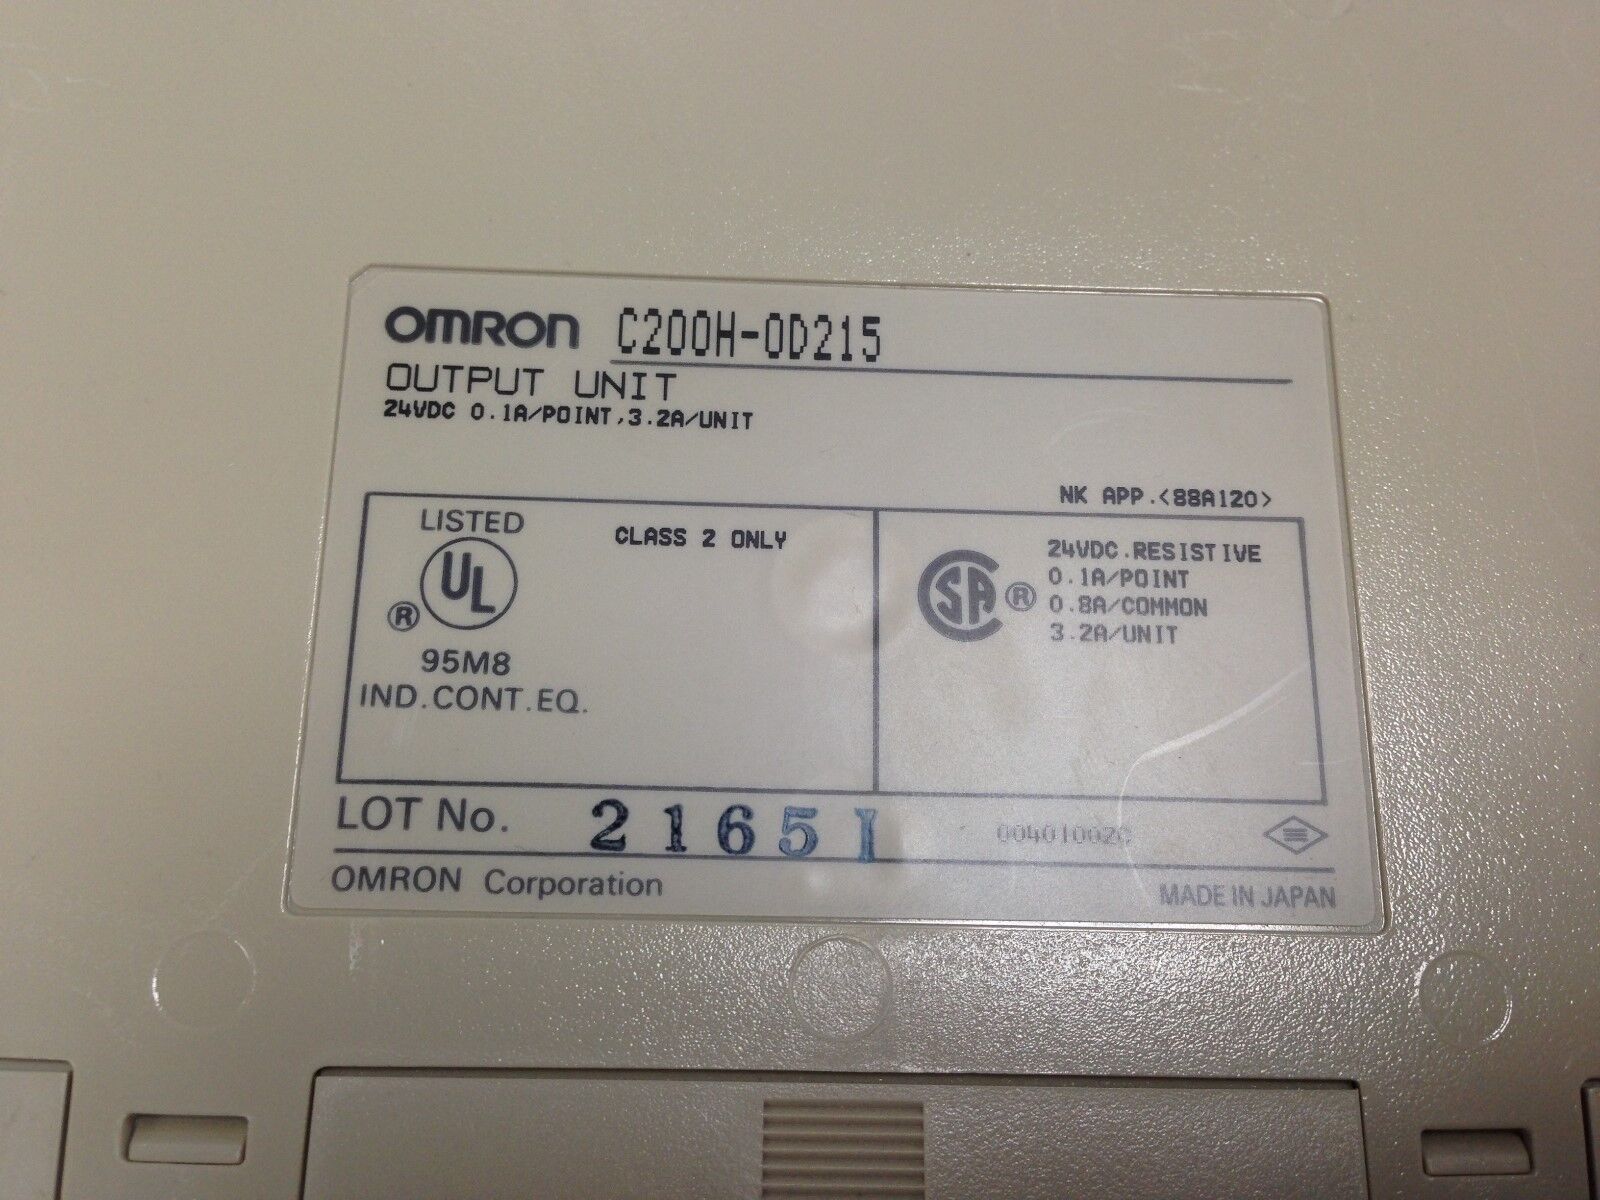 OMRON C200H-OD215
OUTPUT UNIT
24VDC 0.1A/POINT,3.2A/UNIT
NK APP.<88A120>
LISTED
UL
®
95M8
IND.CONT.EQ.
CLASS 2 ONLY
CSA ®
24VDC.RESISTIVE
0.1A/POINT
0.8A/COMMON
3.2A/UNIT
LOT No. 21651
OMRON Corporation
MADE IN JAPAN